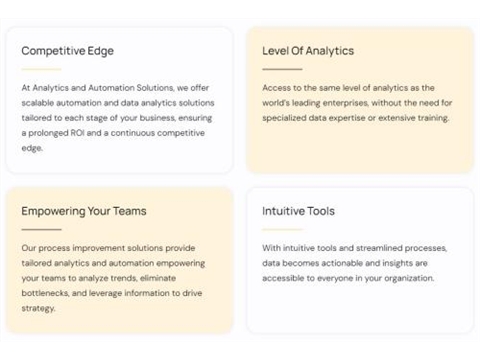 Competitive Edge
At Analytics and Automation Solutions, we offer
scalable automation and data analytics solutions
tailored to each stage of your business, ensuring
a prolonged ROI and a continuous competitive
edge.
Level Of Analytics
Access to the same level of analytics as the
world's leading enterprises, without the need for
specialized data expertise or extensive training.
Empowering Your Teams
Our process improvement solutions provide
tailored analytics and automation empowering
your teams to analyze trends, eliminate
bottlenecks, and leverage information to drive
strategy.
Intuitive Tools
With intuitive tools and streamlined processes,
data becomes actionable and insights are
accessible to everyone in your organization.